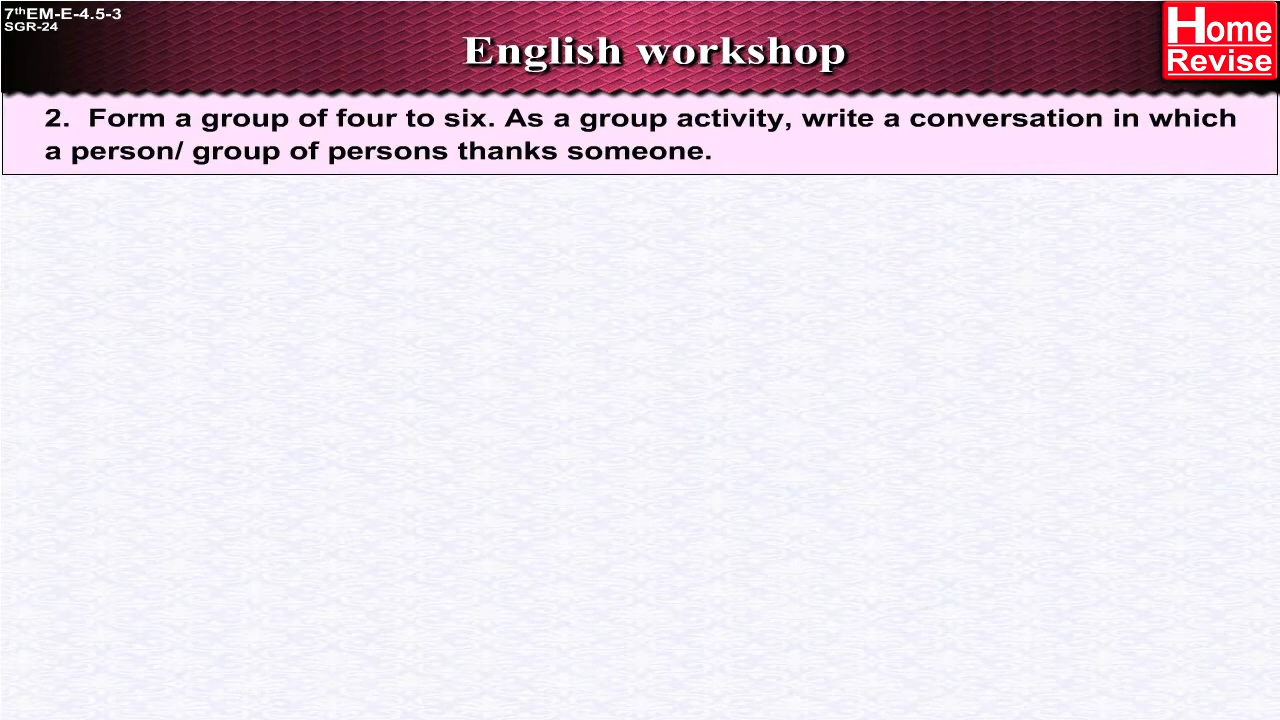 7thEM-E-4.5-3
SGR-24
English workshop
Home
Revise
2. Form a group of four to six. As a group activity, write a conversation in which
a person/ group of persons thanks someone.